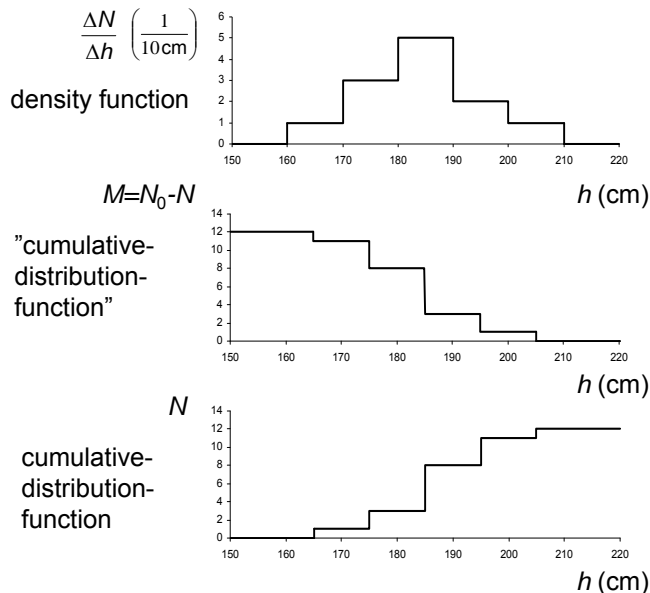 ΔN/Δh (1/10cm)
density function
6
5
4
3
2
1
0
150 160 170 180 190 200 210 220
h (cm)
M=N₀-N
"cumulative-
distribution-
function"
14
12
10
8
6
4
2
0
150 160 170 180 190 200 210 220
h (cm)
N
cumulative-
distribution-
function
14
12
10
8
6
4
2
0
150 160 170 180 190 200 210 220
h (cm)